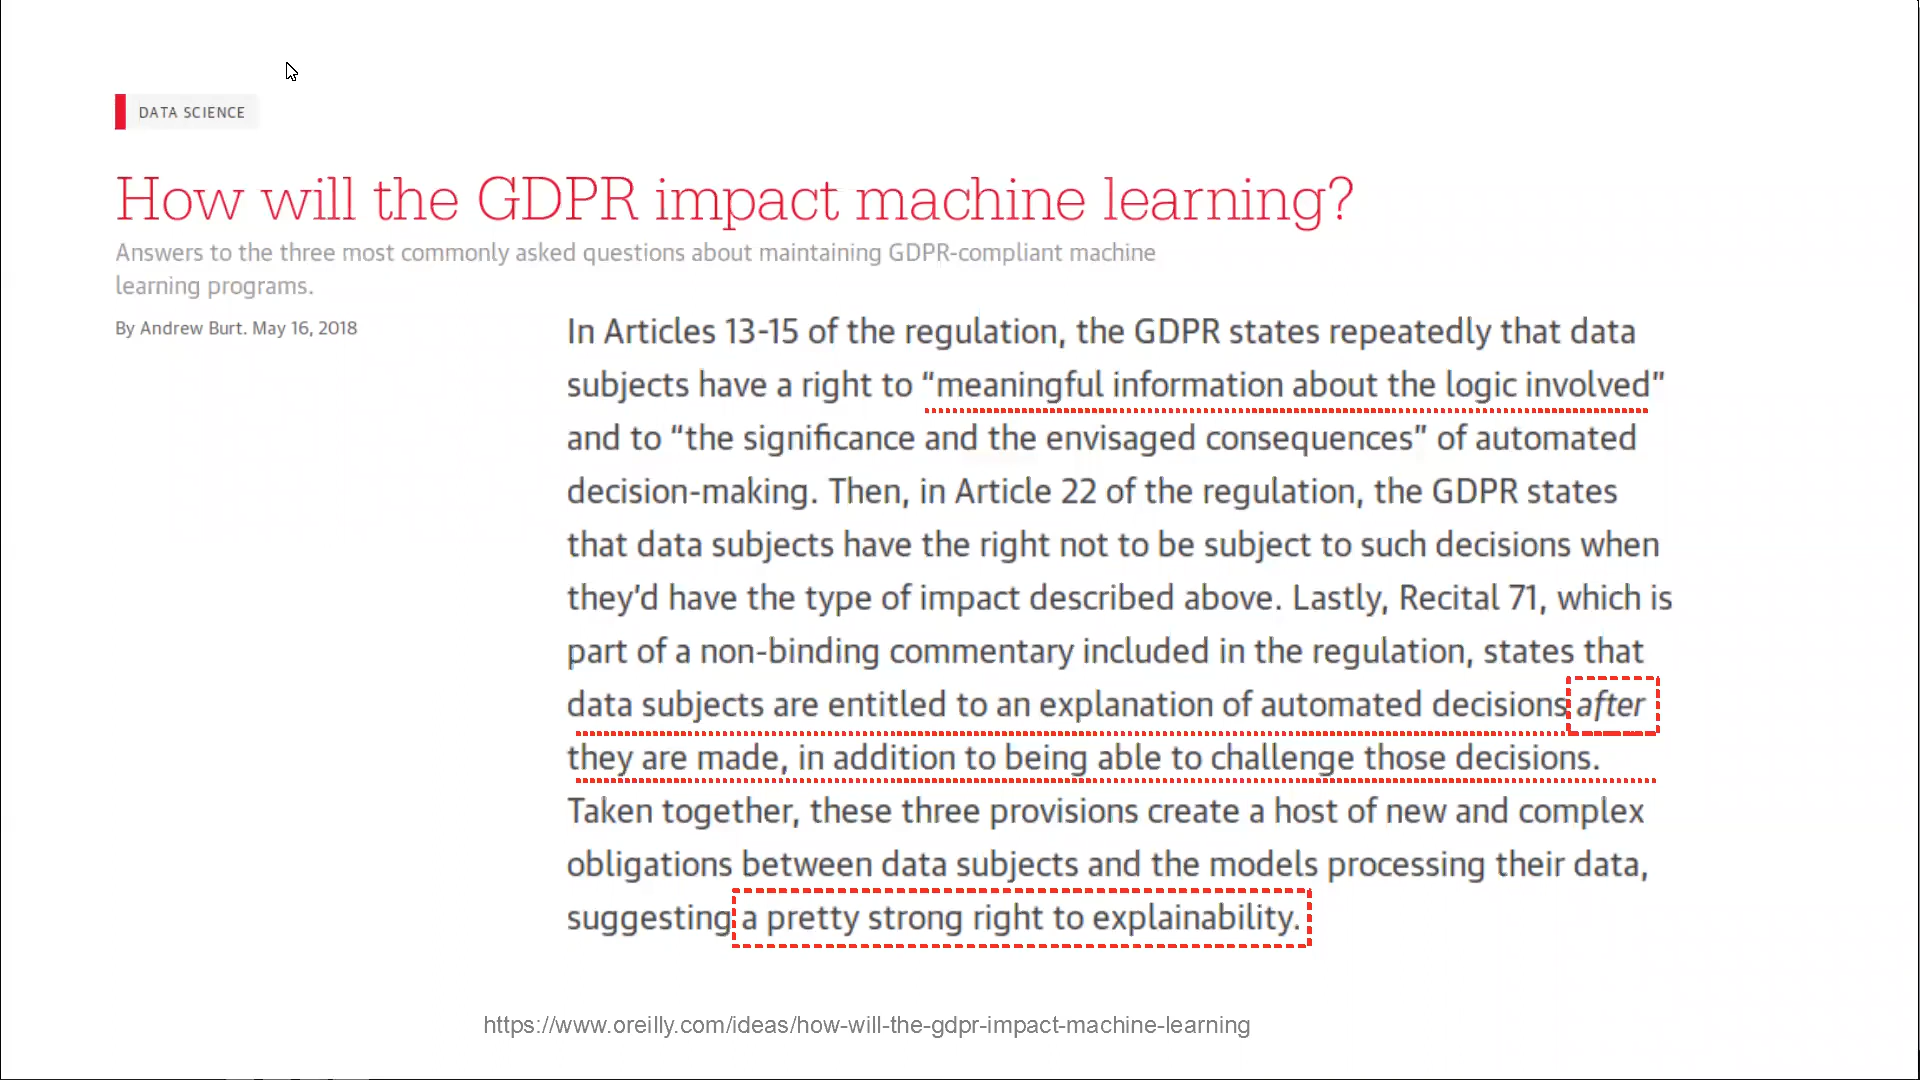 DATA SCIENCE
How will the GDPR impact machine learning?
Answers to the three most commonly asked questions about maintaining GDPR-compliant machine
learning programs.
By Andrew Burt. May 16, 2018
In Articles 13-15 of the regulation, the GDPR states repeatedly that data
subjects have a right to “meaningful information about the logic involved”
and to “the significance and the envisaged consequences” of automated
decision-making. Then, in Article 22 of the regulation, the GDPR states
that data subjects have the right not to be subject to such decisions when
they’d have the type of impact described above. Lastly, Recital 71, which is
part of a non-binding commentary included in the regulation, states that
data subjects are entitled to an explanation of automated decisions after
they are made, in addition to being able to challenge those decisions.
Taken together, these three provisions create a host of new and complex
obligations between data subjects and the models processing their data,
suggesting a pretty strong right to explainability.
https://www.oreilly.com/ideas/how-will-the-gdpr-impact-machine-learning